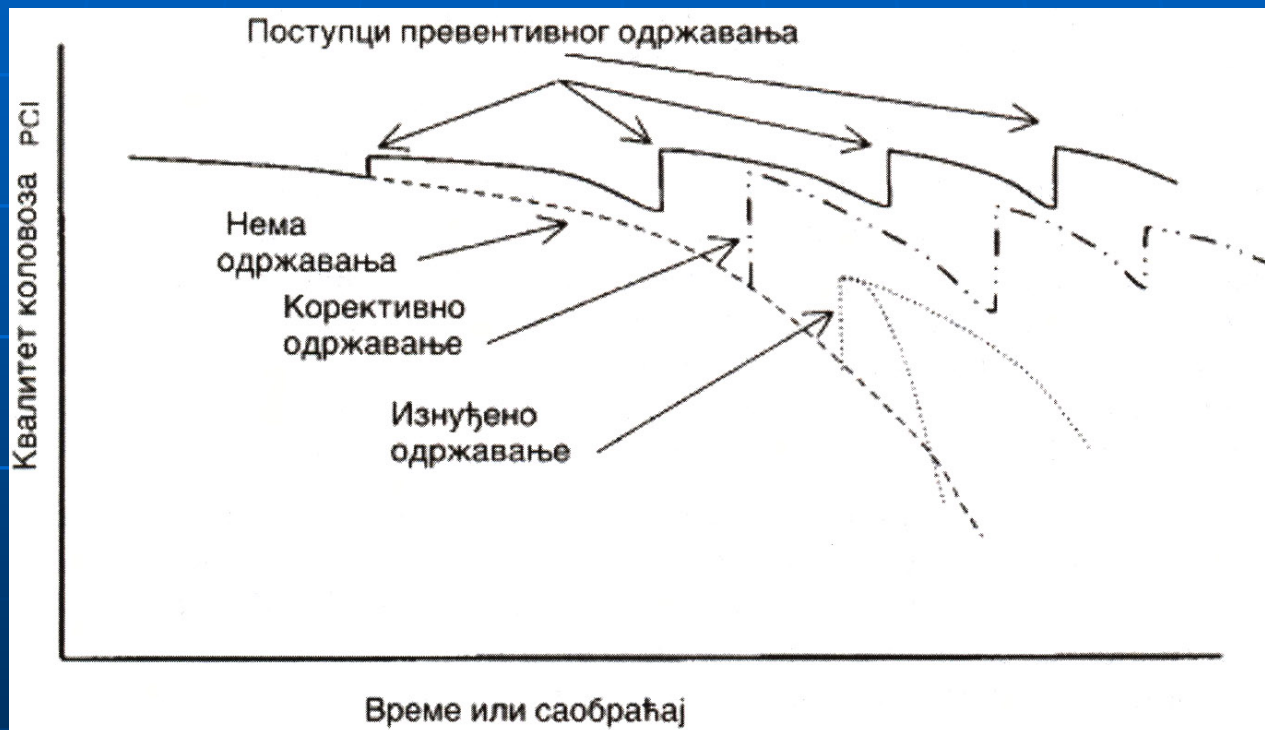 Поступци превентивног одржавања
Квалитет коловоза PCI
Нема
одржавања
Корективно
одржавање
Изнуђено
одржавање
Време или саобраћај